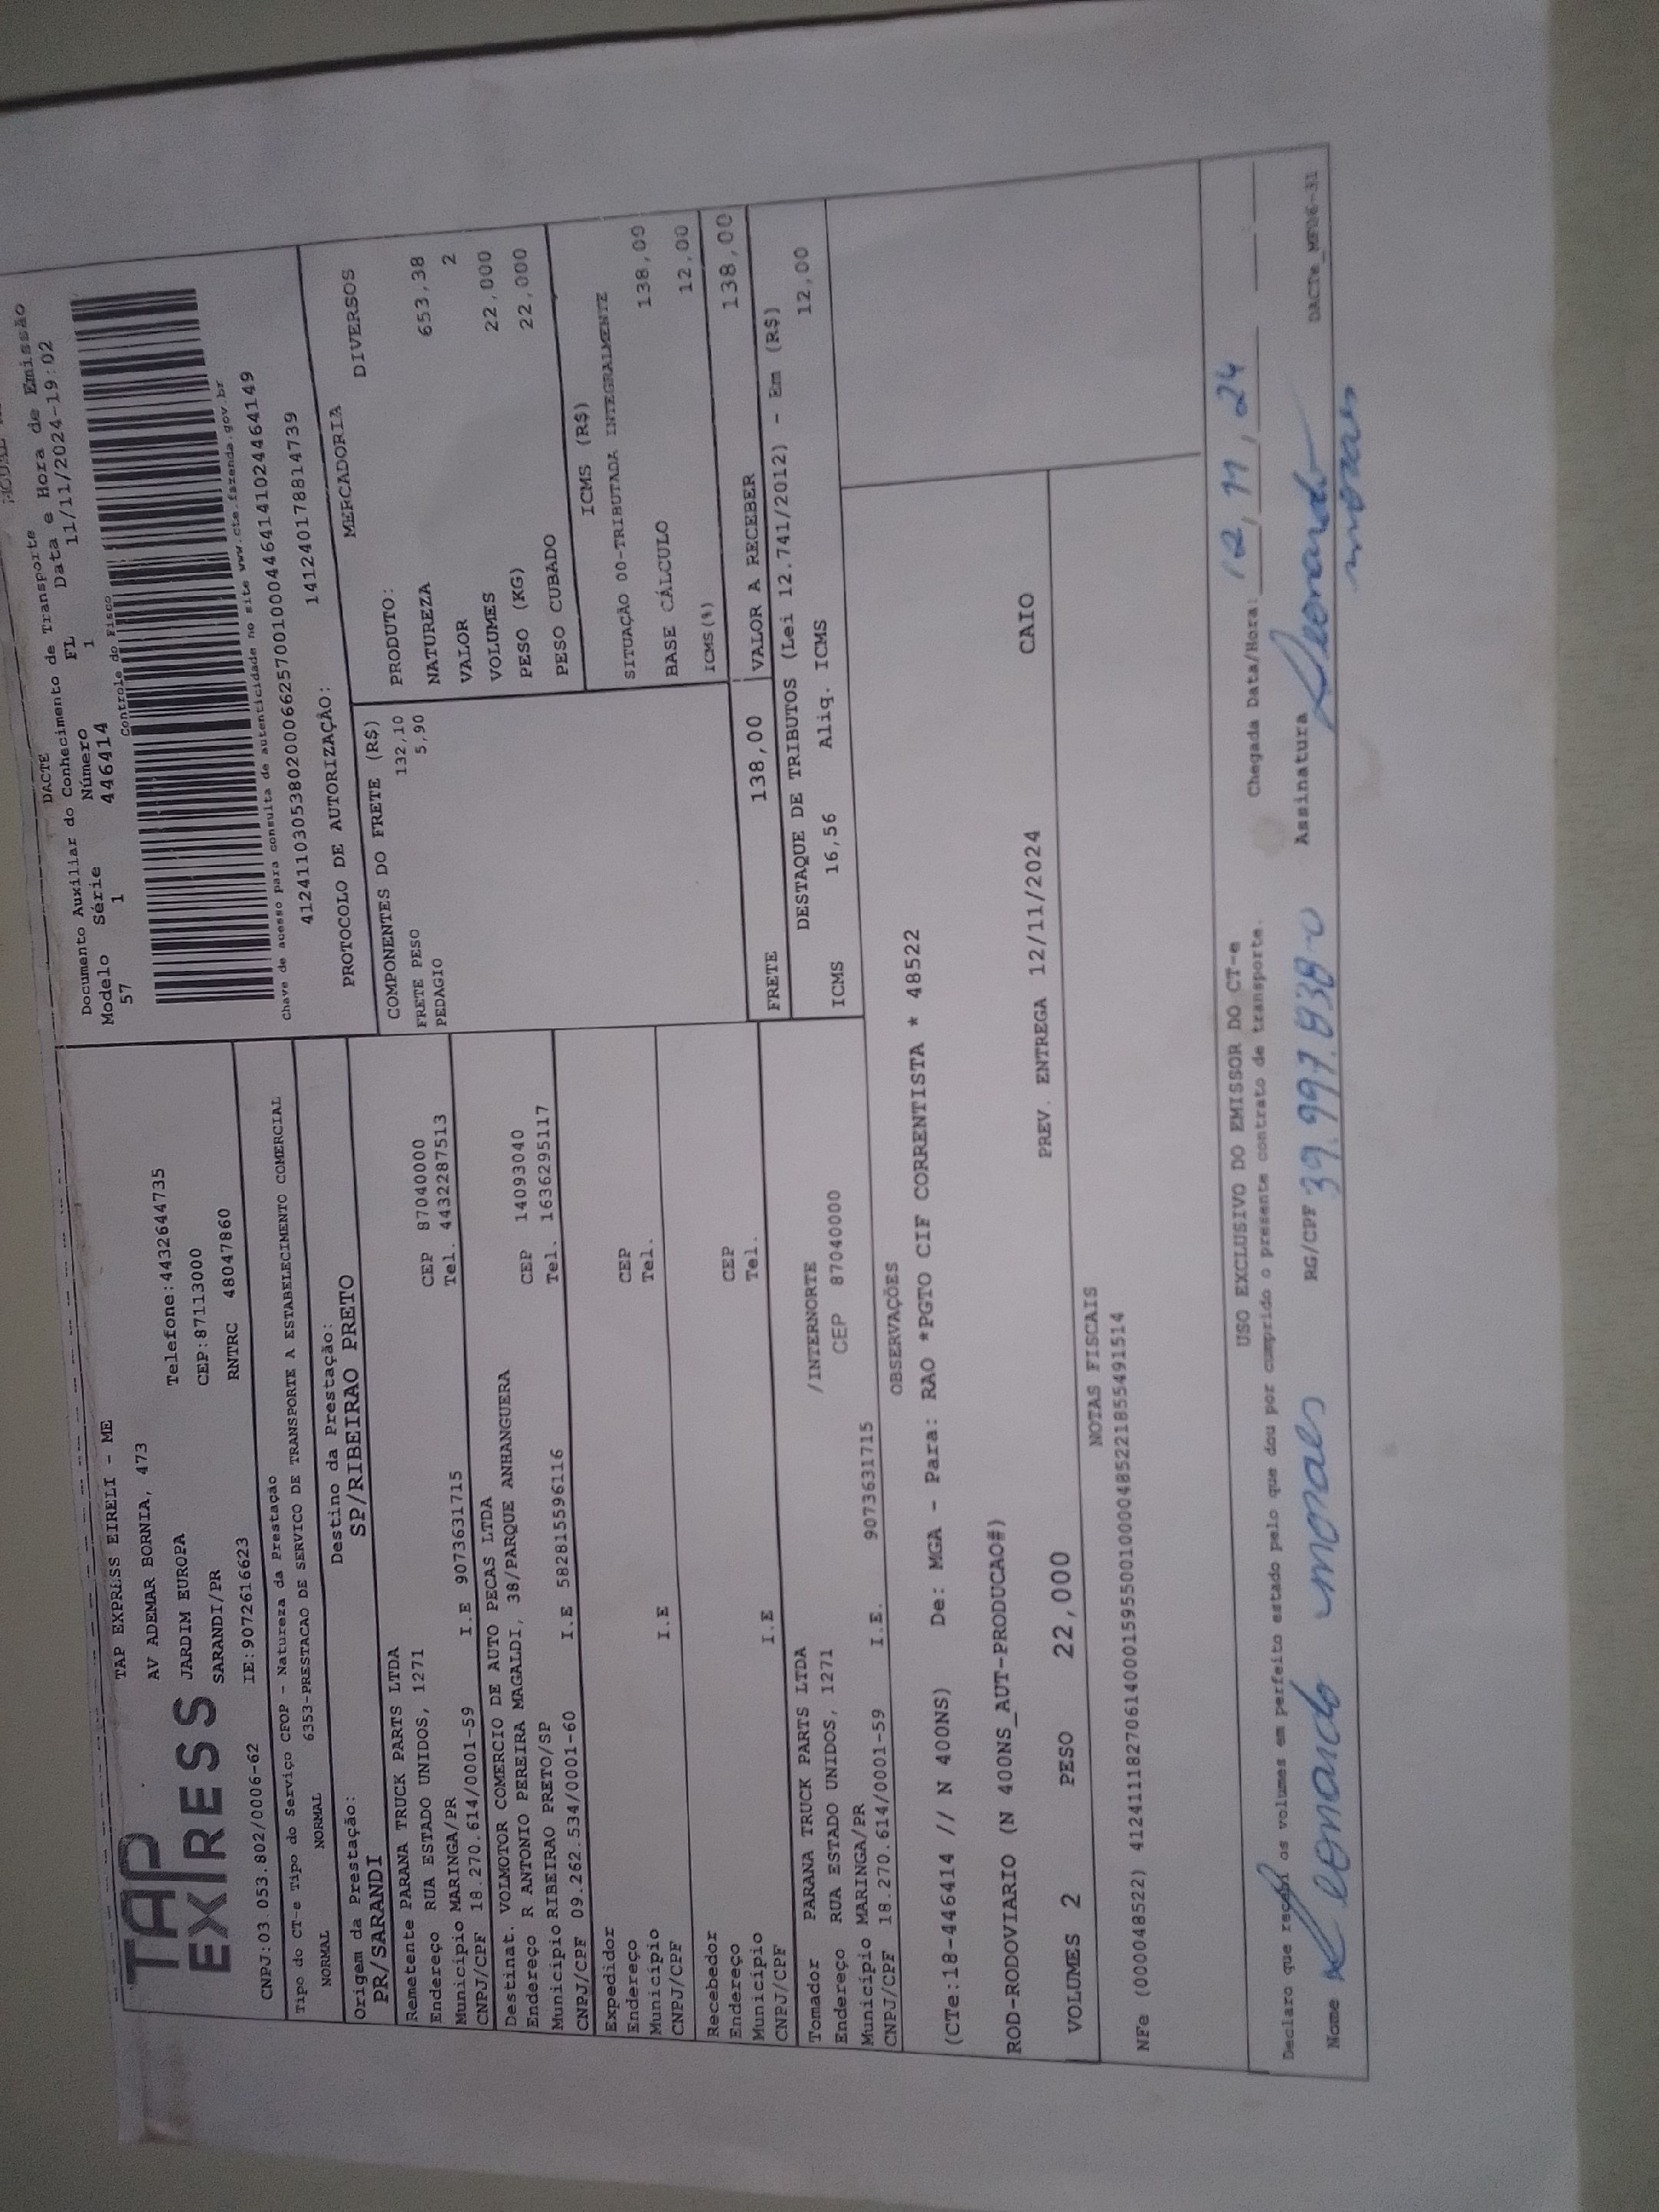 TAP
EXPRESS
TAP EXPRESS EIRELI - ME
AV ADEMAR BORNIA, 473
JARDIM EUROPA Telefone:4432644735
SARANDI/PR CEP:87113000
CNPJ:03.053.802/0006-62 IE:9072616623 RNTRC 48047860
DACTE
Documento Auxiliar do Conhecimento de Transporte
Modelo Série Número FL Data e Hora de Emissão
57 1 446414 1 11/11/2024-19:02
Controle do Fisco
Chave de acesso para consulta de autenticidade no site www.cte.fazenda.gov.br
41241103053802000662570010004464141024464149
PROTOCOLO DE AUTORIZAÇÃO: 141240178814739
Tipo do CT-e Tipo do Serviço CFOP - Natureza da Prestação
NORMAL NORMAL 6353-PRESTACAO DE SERVICO DE TRANSPORTE A ESTABELECIMENTO COMERCIAL
Origem da Prestação: Destino da Prestação:
PR/SARANDI SP/RIBEIRAO PRETO
Remetente PARANA TRUCK PARTS LTDA
Endereço RUA ESTADO UNIDOS, 1271
Município MARINGA/PR CEP 87040000
CNPJ/CPF 18.270.614/0001-59 I.E 9073631715 Tel. 443228​7513
Destinat. VOLMOTOR COMERCIO DE AUTO PECAS LTDA
Endereço R ANTONIO PEREIRA MAGALDI, 38/PARQUE ANHANGUERA
Município RIBEIRAO PRETO/SP CEP 14093040
CNPJ/CPF 09.262.534/0001-60 I.E 582815596116 Tel. 1636295117
Expedidor
Endereço
Município CEP
CNPJ/CPF I.E Tel.
Recebedor
Endereço
Município CEP
CNPJ/CPF I.E Tel.
Tomador PARANA TRUCK PARTS LTDA
Endereço RUA ESTADO UNIDOS, 1271 /INTERNORTE
Município MARINGA/PR CEP 87040000
CNPJ/CPF 18.270.614/0001-59 I.E. 9073631715
COMPONENTES DO FRETE (R$)
FRETE PESO 132,10
PEDAGIO 5,90
MERCADORIA
PRODUTO: DIVERSOS
NATUREZA
VALOR 653,38
VOLUMES 2
PESO (KG) 22,000
PESO CUBADO 22,000
ICMS (R$)
SITUAÇÃO 00-TRIBUTADA INTEGRALMENTE
BASE CÁLCULO 138,00
ICMS(%) 12,00
FRETE 138,00 VALOR A RECEBER 138,00
DESTAQUE DE TRIBUTOS (Lei 12.741/2012) - Em (R$)
ICMS 16,56 Aliq. ICMS 12,00
OBSERVAÇÕES
(CTe:18-446414 // N 400NS) De: MGA - Para: RAO *PGTO CIF CORRENTISTA * 48522
ROD-RODOVIARIO (N 400NS_AUT-PRODUCAO#)
VOLUMES 2 PESO 22,000 PREV. ENTREGA 12/11/2024 CAIO
NOTAS FISCAIS
NFe (000048522) 41241118270614000159550010000485221855491514
USO EXCLUSIVO DO EMISSOR DO CT-e
Declaro que recebi os volumes em perfeito estado pelo que dou por cumprido o presente contrato de transporte. Chegada Data/Hora: 12/11/24
Nome Leonardo moraes RG/CPF 39.997.838-0 Assinatura Leonardo
moraes
DACTe_MF06-31